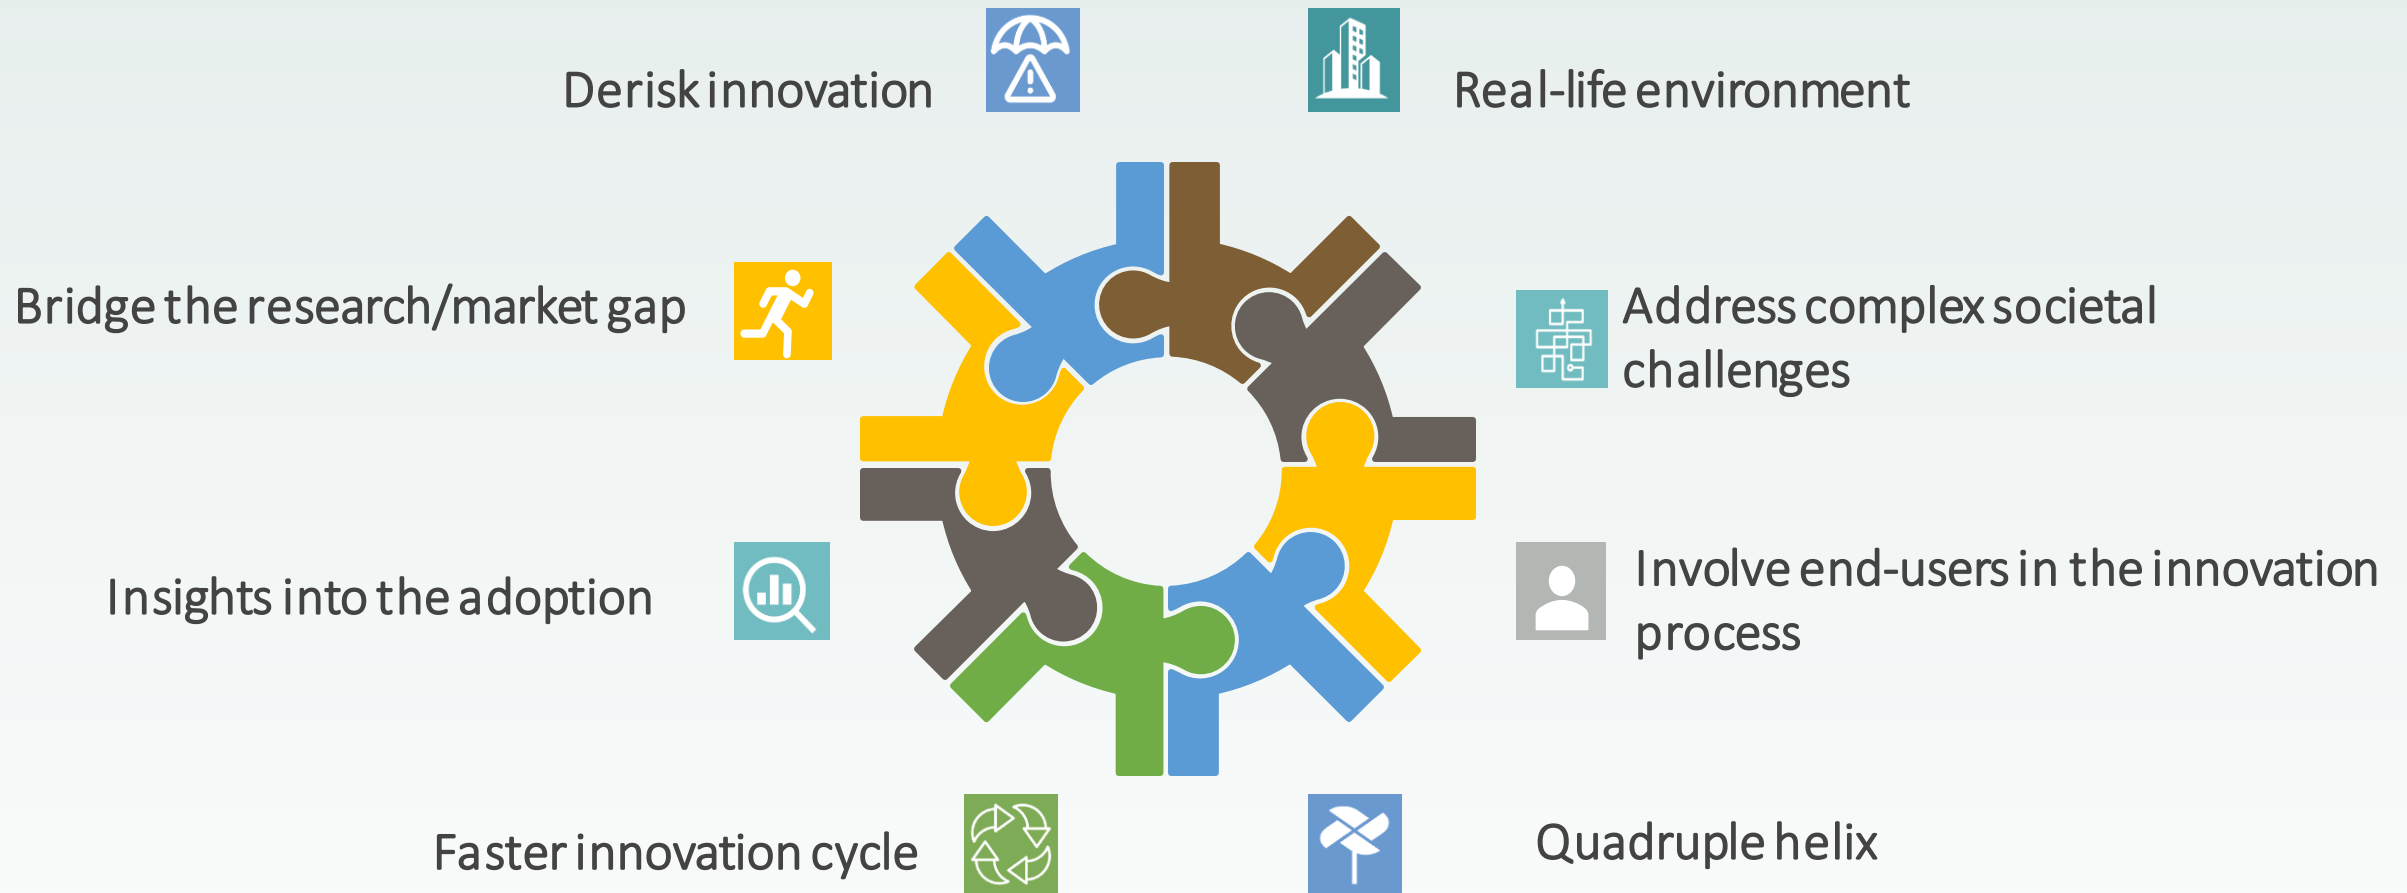 Derisk innovation
Real-life environment
Bridge the research/market gap
Address complex societal
challenges
Insights into the adoption
Involve end-users in the innovation
process
Faster innovation cycle
Quadruple helix